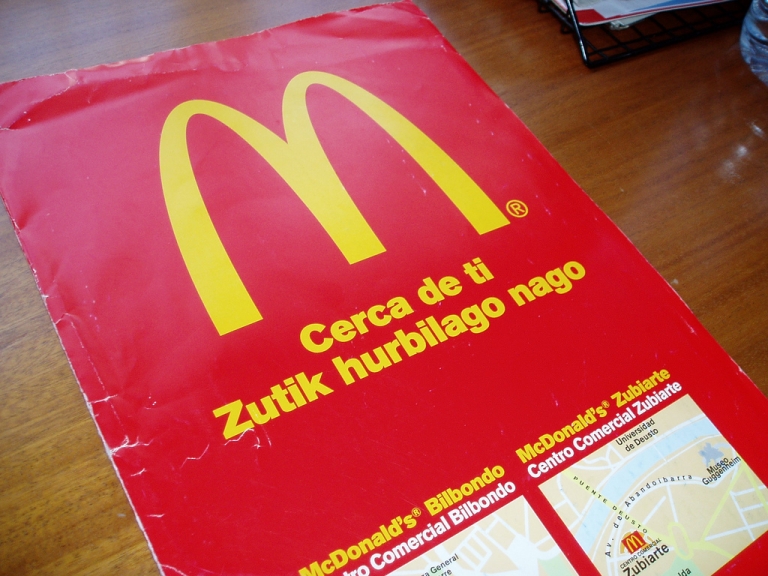 M®
Cerca de ti
Zutik hurbilago nago
McDonald's® Bilbondo
Centro Comercial Bilbondo
McDonald's® Zubiarte
Centro Comercial Zubiarte
Universidad
de Deusto
Museo
Guggenheim
PUENTE DEUSTO
Av. de Abandoibarra
CENTRO COMERCIAL
Zubiarte
General